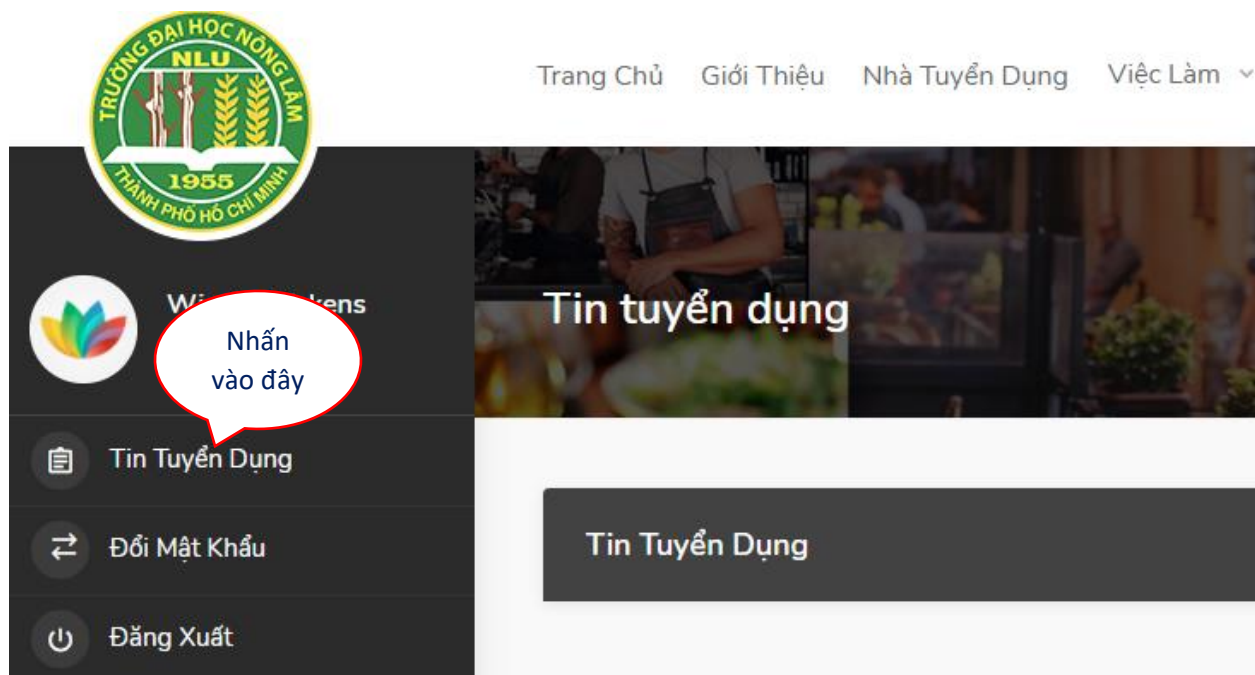 TRƯỜNG ĐẠI HỌC NÔNG LÂM
NLU
1955
THÀNH PHỐ HỒ CHÍ MINH
Trang Chủ Giới Thiệu Nhà Tuyển Dụng Việc Làm
Tin tuyển dụng
Nhấn
vào đây
Tin Tuyển Dụng
Đổi Mật Khẩu
Đăng Xuất
Tin Tuyển Dụng